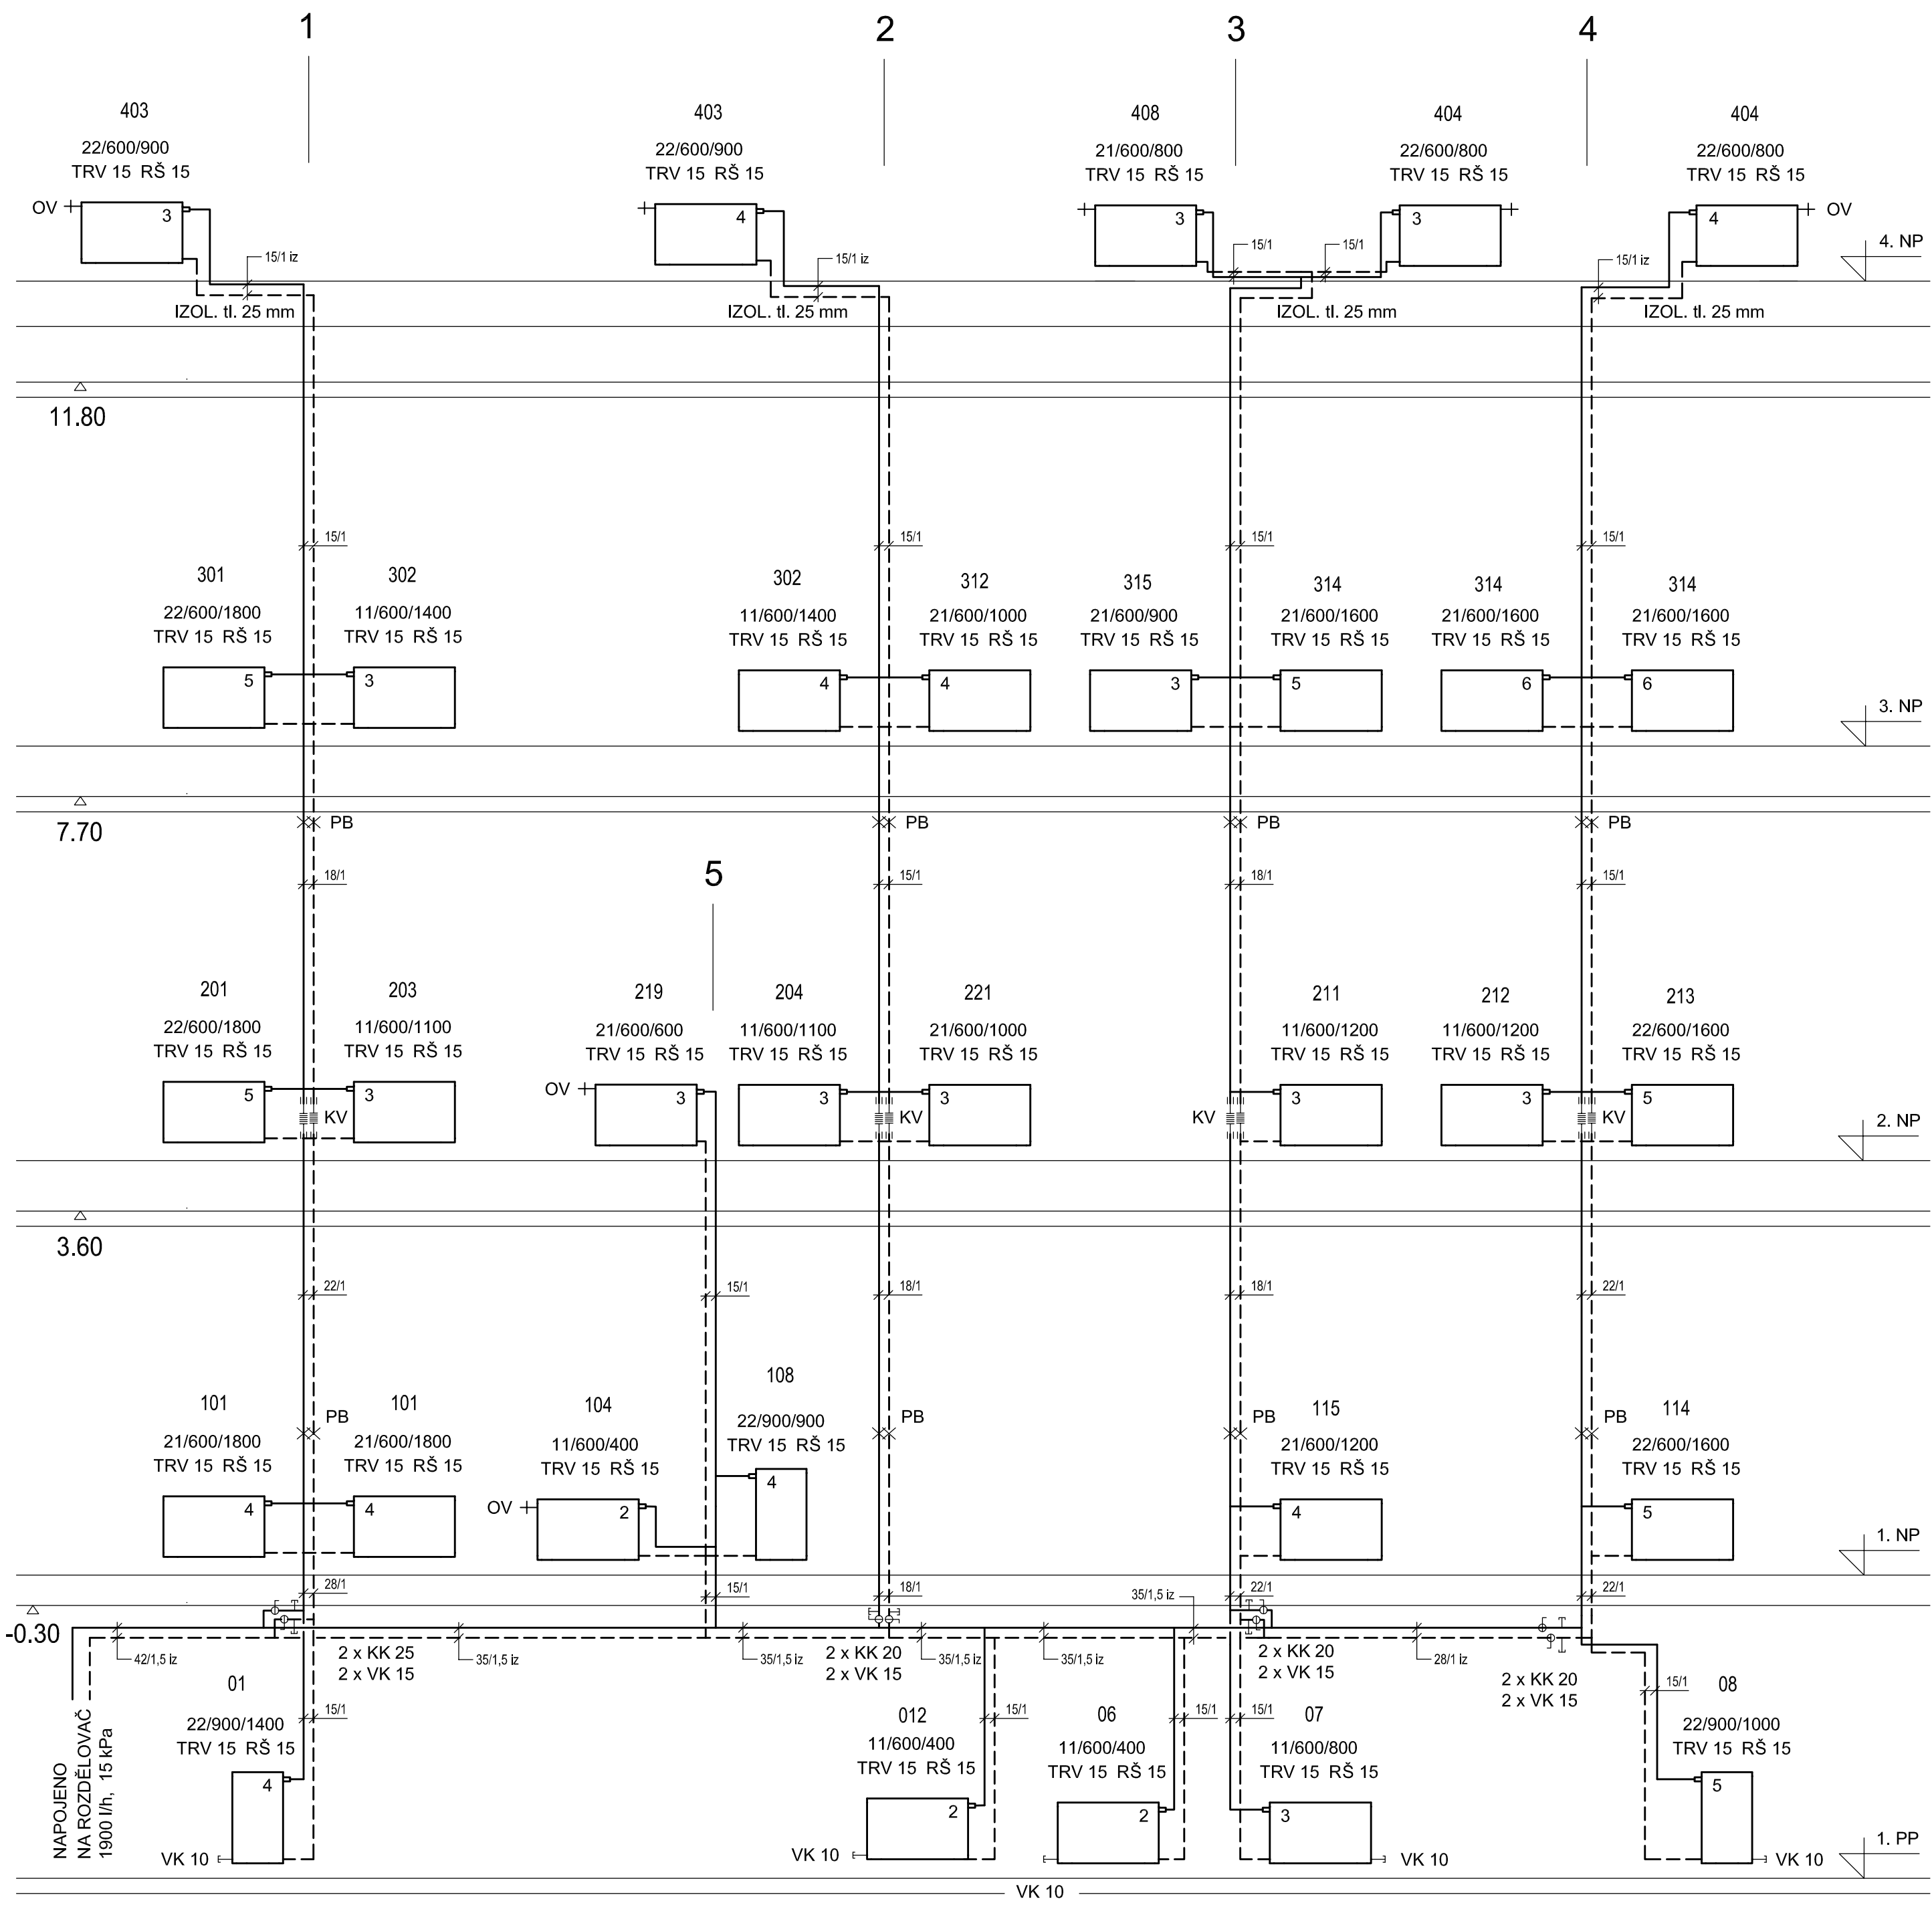 1
2
3
4
403
22/600/900
TRV 15 RŠ 15
403
22/600/900
TRV 15 RŠ 15
408
21/600/800
TRV 15 RŠ 15
404
22/600/800
TRV 15 RŠ 15
404
22/600/800
TRV 15 RŠ 15
OV
3
4
3
3
4
OV
15/1 iz
15/1 iz
15/1
15/1
15/1 iz
4. NP
IZOL. tl. 25 mm
IZOL. tl. 25 mm
IZOL. tl. 25 mm
IZOL. tl. 25 mm
11.80
15/1
15/1
15/1
15/1
301
22/600/1800
TRV 15 RŠ 15
302
11/600/1400
TRV 15 RŠ 15
302
11/600/1400
TRV 15 RŠ 15
312
21/600/1000
TRV 15 RŠ 15
315
21/600/900
TRV 15 RŠ 15
314
21/600/1600
TRV 15 RŠ 15
314
21/600/1600
TRV 15 RŠ 15
314
21/600/1600
TRV 15 RŠ 15
5
3
4
4
3
5
6
6
3. NP
7.70
PB
PB
PB
PB
18/1
15/1
18/1
15/1
5
201
22/600/1800
TRV 15 RŠ 15
203
11/600/1100
TRV 15 RŠ 15
219
21/600/600
TRV 15 RŠ 15
204
11/600/1100
TRV 15 RŠ 15
221
21/600/1000
TRV 15 RŠ 15
211
11/600/1200
TRV 15 RŠ 15
212
11/600/1200
TRV 15 RŠ 15
213
22/600/1600
TRV 15 RŠ 15
5
3
OV
3
3
3
3
3
5
KV
KV
KV
KV
2. NP
3.60
22/1
15/1
18/1
18/1
22/1
101
21/600/1800
TRV 15 RŠ 15
101
21/600/1800
TRV 15 RŠ 15
104
11/600/400
TRV 15 RŠ 15
108
22/900/900
TRV 15 RŠ 15
115
21/600/1200
TRV 15 RŠ 15
114
22/600/1600
TRV 15 RŠ 15
PB
PB
PB
PB
4
4
OV
2
4
4
5
1. NP
28/1
15/1
18/1
35/1,5 iz
22/1
22/1
-0.30
42/1,5 iz
2 x KK 25
2 x VK 15
35/1,5 iz
35/1,5 iz
2 x KK 20
2 x VK 15
35/1,5 iz
35/1,5 iz
2 x KK 20
2 x VK 15
28/1 iz
2 x KK 20
2 x VK 15
NAPOJENO
NA ROZDĚLOVAČ
1900 l/h, 15 kPa
01
22/900/1400
TRV 15 RŠ 15
15/1
012
11/600/400
TRV 15 RŠ 15
15/1
06
11/600/400
TRV 15 RŠ 15
15/1
15/1
07
11/600/800
TRV 15 RŠ 15
15/1
08
22/900/1000
TRV 15 RŠ 15
4
2
2
3
5
VK 10
VK 10
VK 10
VK 10
1. PP
VK 10